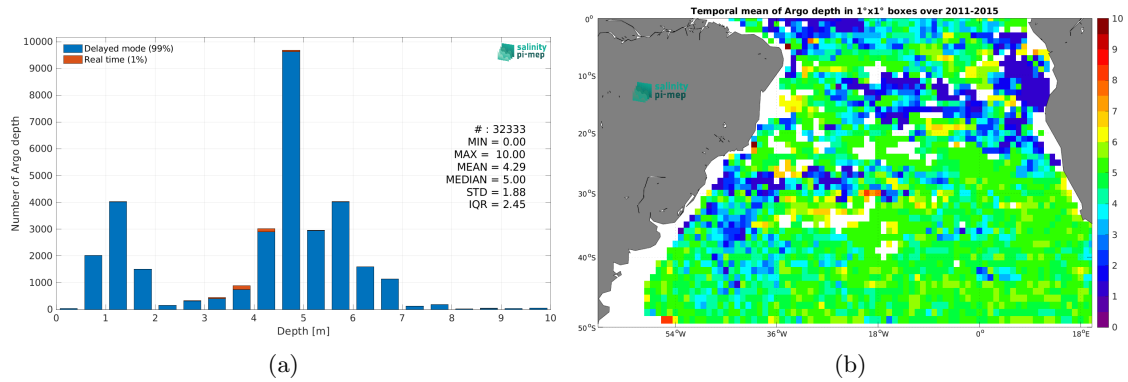 Delayed mode (99%)
Real time (1%)
salinity
pi-mep
# : 32333
MIN = 0.00
MAX = 10.00
MEAN = 4.29
MEDIAN = 5.00
STD = 1.88
IQR = 2.45
Number of Argo depth
10000
9000
8000
7000
6000
5000
4000
3000
2000
1000
0
0 1 2 3 4 5 6 7 8 9 10
Depth [m]
(a)
Temporal mean of Argo depth in 1°x1° boxes over 2011-2015
salinity
pi-mep
0°
10°S
20°S
30°S
40°S
50°S
54°W 36°W 18°W 0° 18°E
10
9
8
7
6
5
4
3
2
1
0
(b)